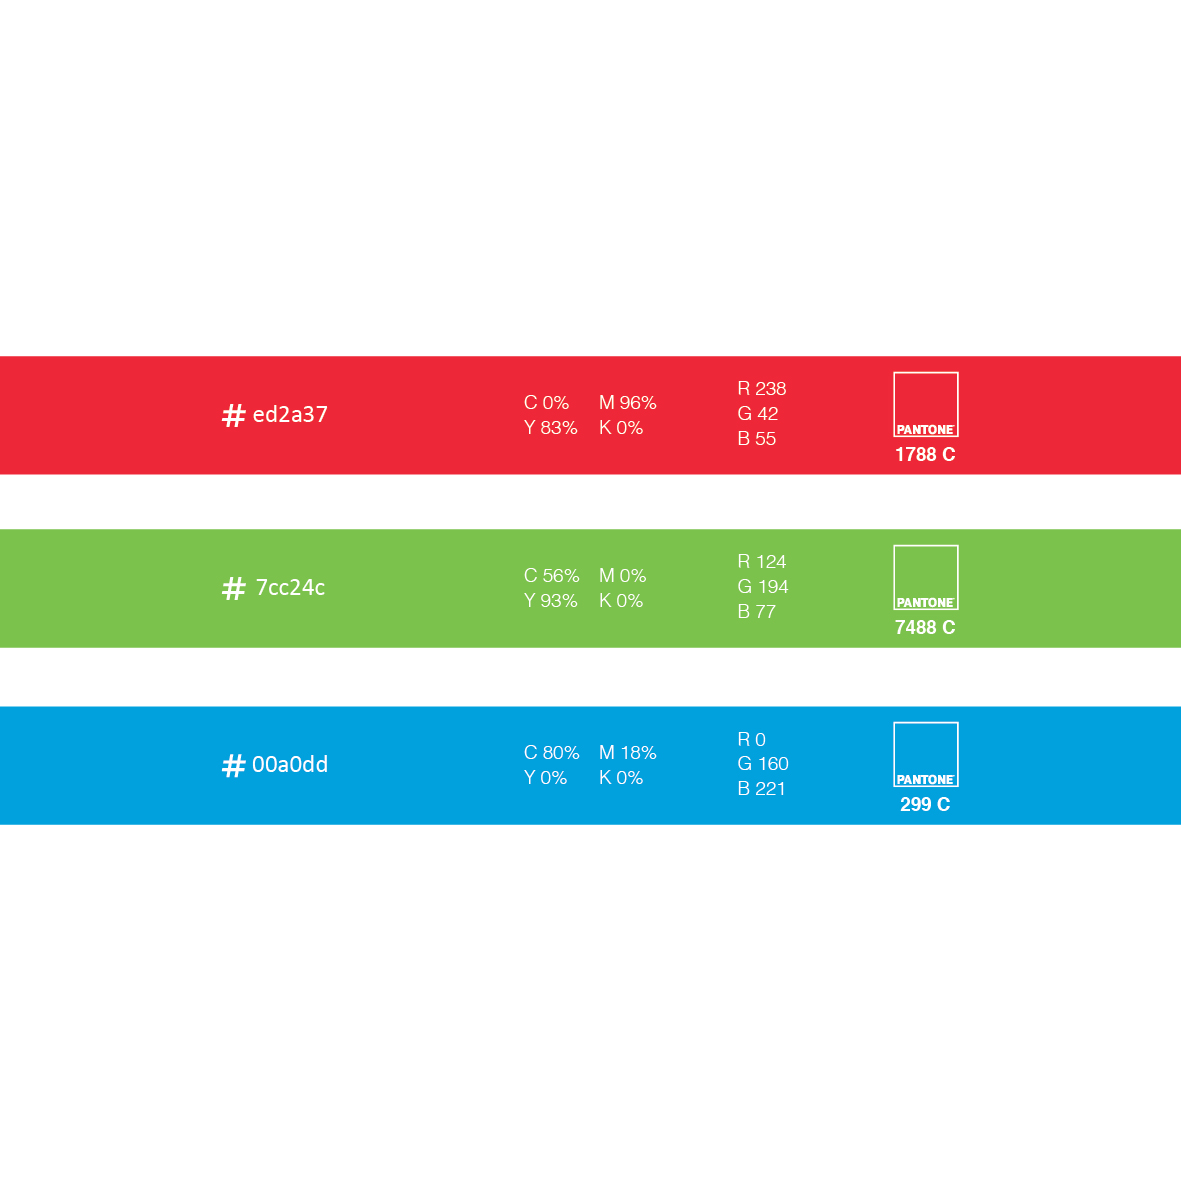 # ed2a37
C 0% M 96%
Y 83% K 0%
R 238
G 42
B 55
PANTONE
1788 C
# 7cc24c
C 56% M 0%
Y 93% K 0%
R 124
G 194
B 77
PANTONE
7488 C
# 00a0dd
C 80% M 18%
Y 0% K 0%
R 0
G 160
B 221
PANTONE
299 C